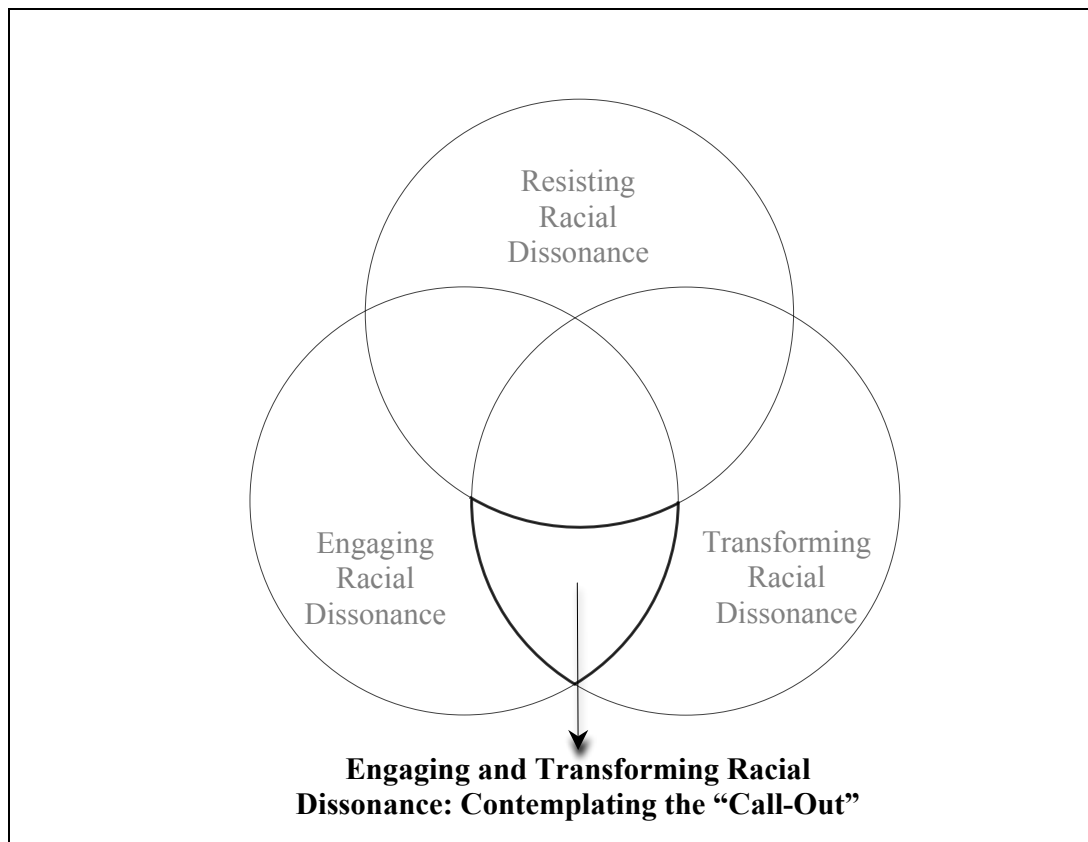 Resisting
Racial
Dissonance
Engaging
Racial
Dissonance
Transforming
Racial
Dissonance
Engaging and Transforming Racial
Dissonance: Contemplating the “Call-Out”